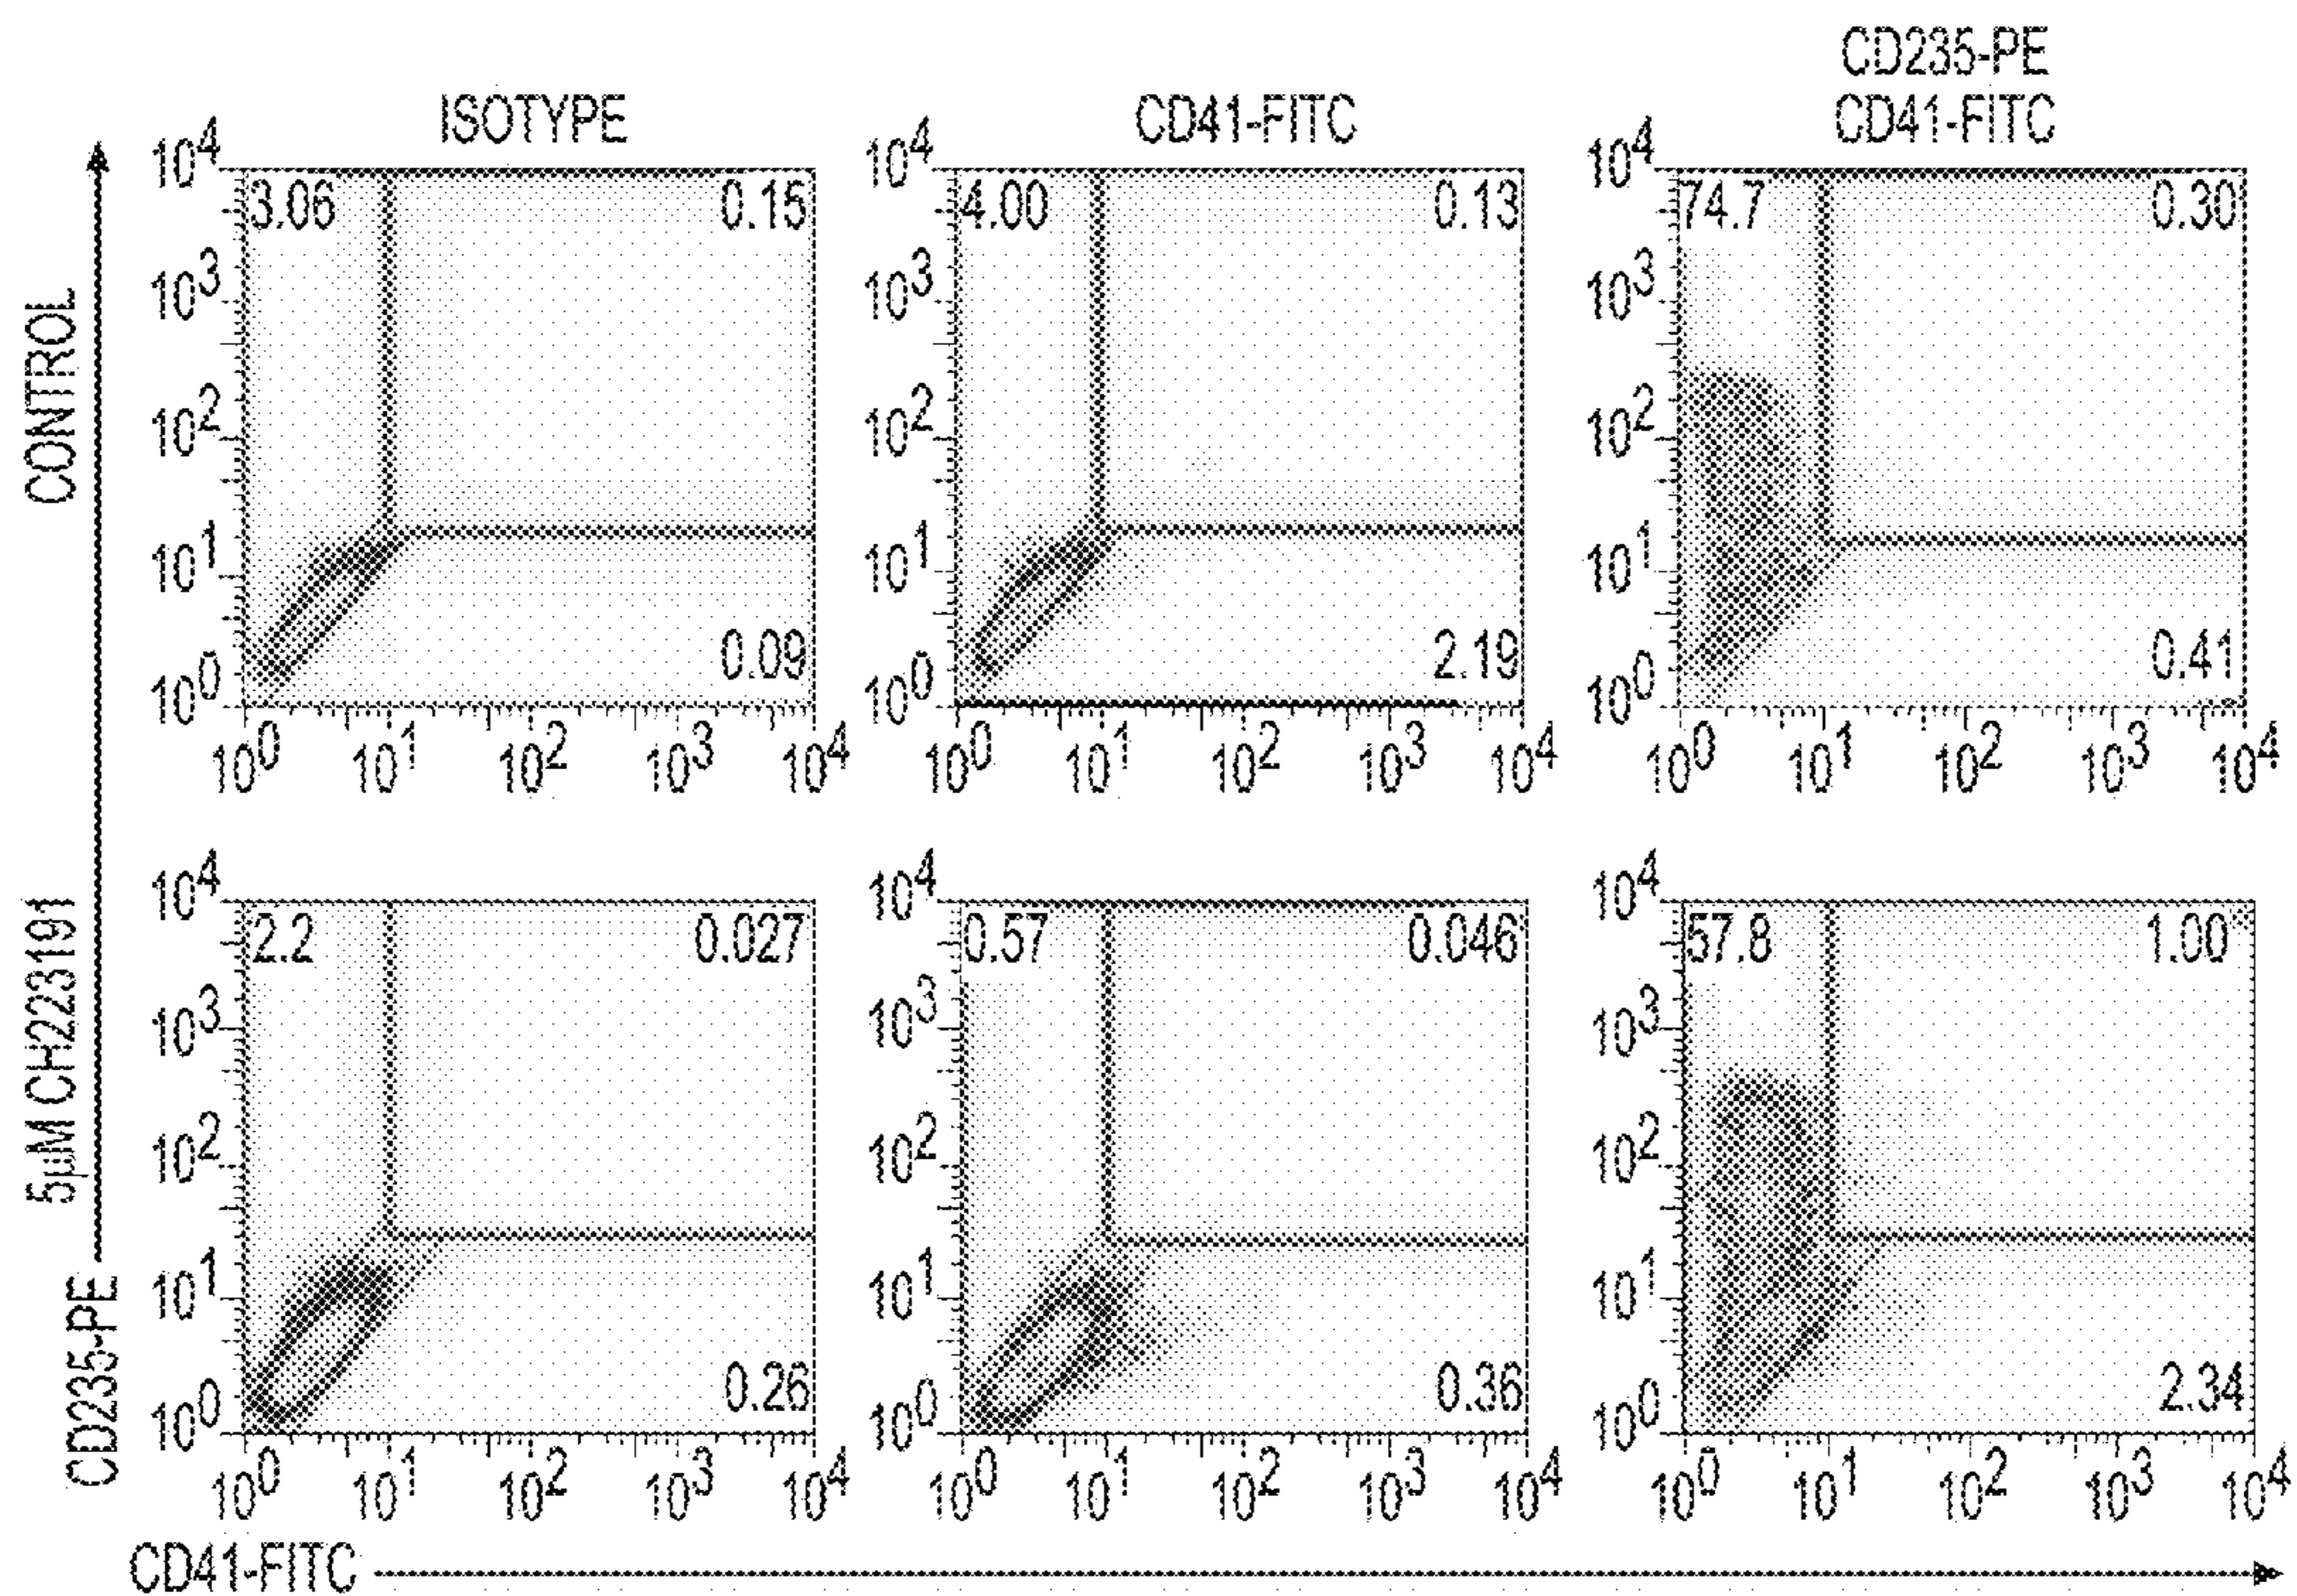 CD235-PE
ISOTYPE CD41-FITC CD41-FITC
CONTROL
10⁴ 3.06 0.15 10⁴ 4.00 0.13 10⁴ 74.7 0.30
10³ 10³ 10³
10² 10² 10²
10¹ 10¹ 10¹
0.09 2.19 0.41
10⁰ 10⁰ 10⁰
10⁰ 10¹ 10² 10³ 10⁴ 10⁰ 10¹ 10² 10³ 10⁴ 10⁰ 10¹ 10² 10³ 10⁴
5μM CH223191
10⁴ 2.2 0.027 10⁴ 0.57 0.046 10⁴ 57.8 1.00
10³ 10³ 10³
10² 10² 10²
10¹ 10¹ 10¹
0.26 0.36 2.34
10⁰ 10⁰ 10⁰
10⁰ 10¹ 10² 10³ 10⁴ 10⁰ 10¹ 10² 10³ 10⁴ 10⁰ 10¹ 10² 10³ 10⁴
CD235-PE
CD41-FITC